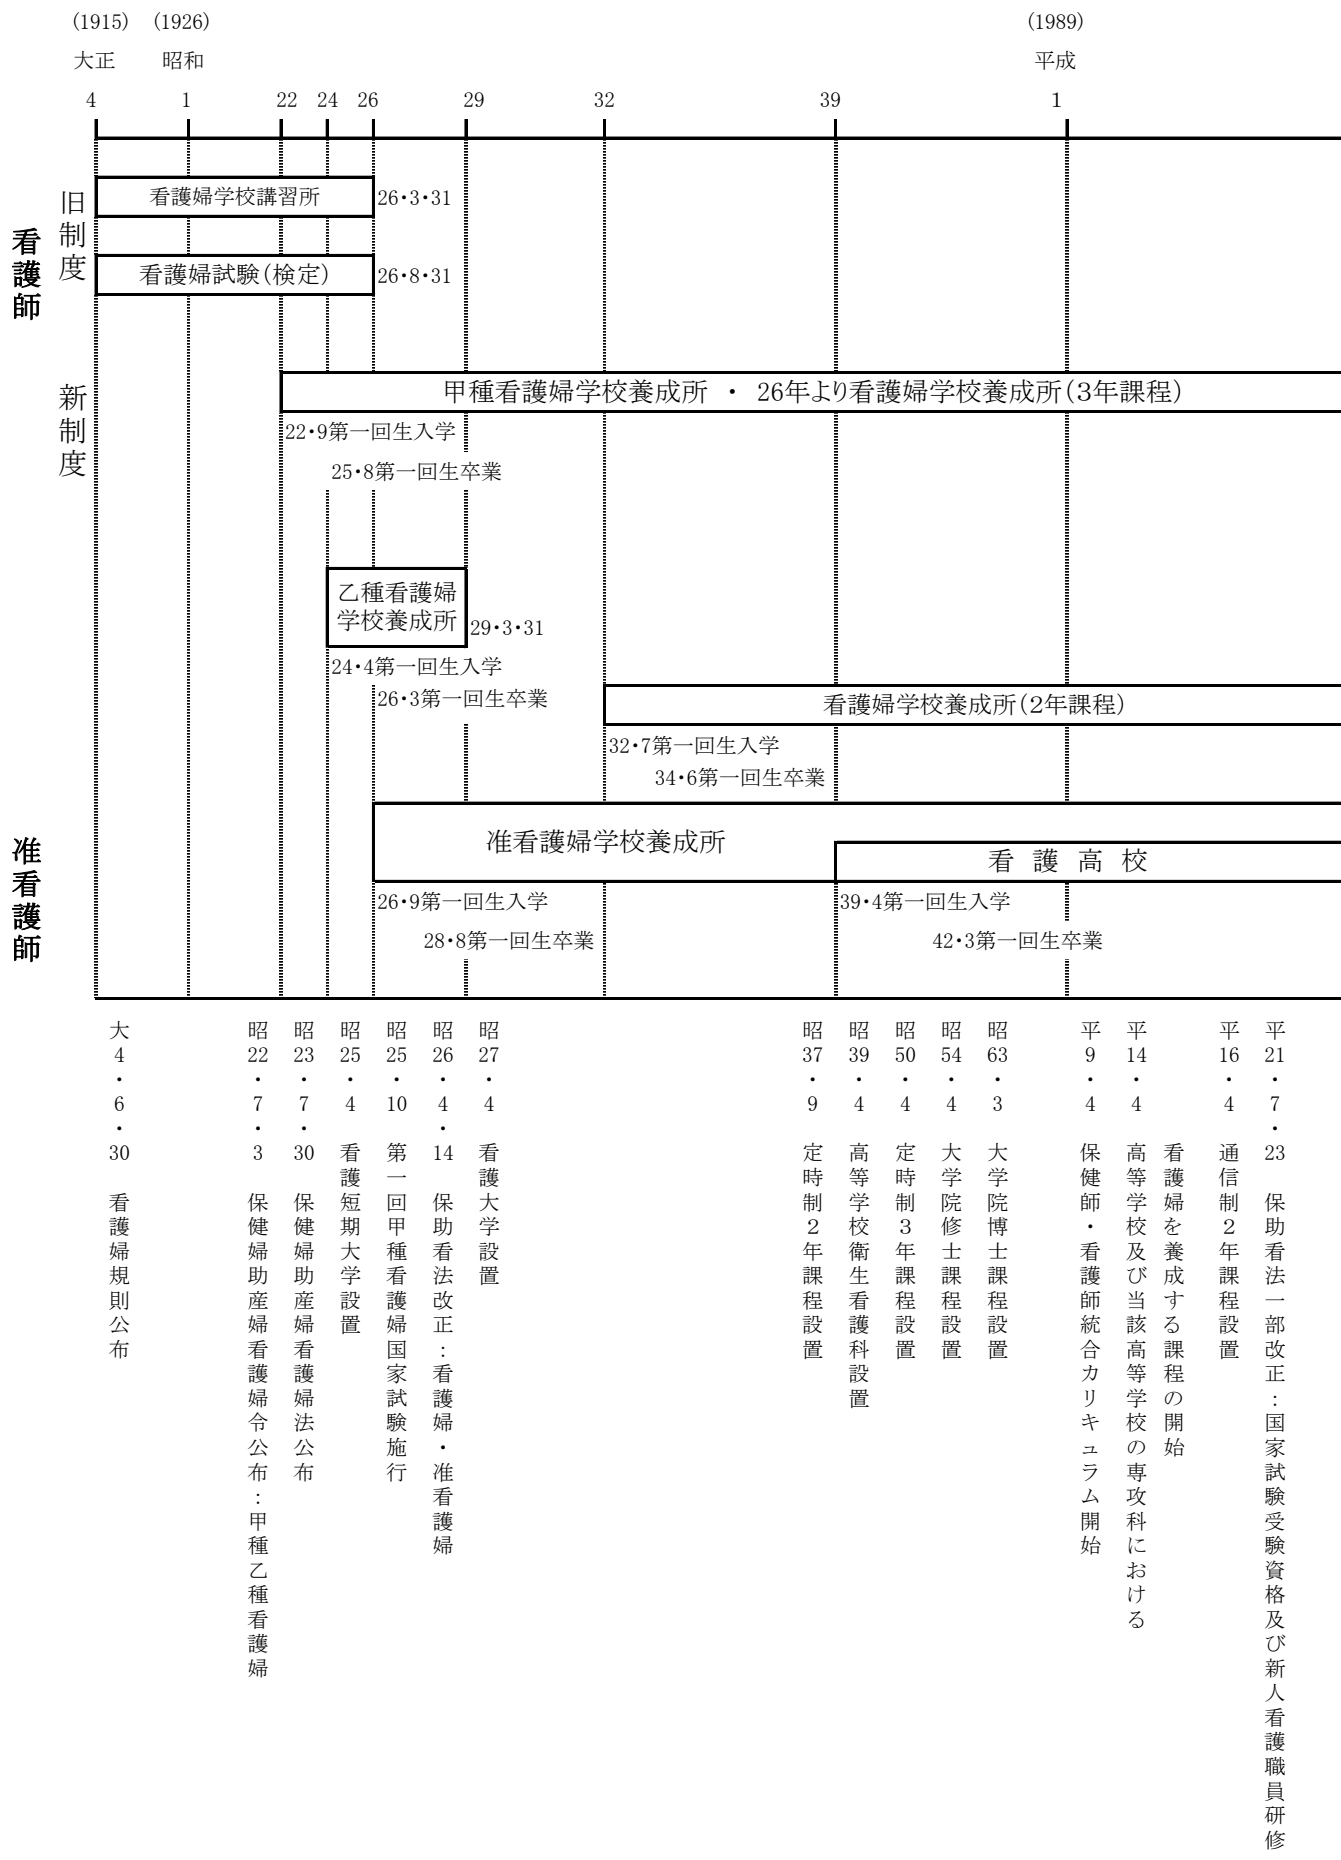 (1915) (1926) (1989)
大正 昭和 平成
4 1 22 24 26 29 32 39 1
看護師
旧制度
看護婦学校講習所 26・3・31
看護婦試験(検定) 26・8・31
新制度
甲種看護婦学校養成所 ・ 26年より看護婦学校養成所(3年課程)
22・9第一回生入学
25・8第一回生卒業
乙種看護婦
学校養成所
29・3・31
24・4第一回生入学
26・3第一回生卒業
看護婦学校養成所(2年課程)
32・7第一回生入学
34・6第一回生卒業
准看護師
准看護婦学校養成所
看護高校
26・9第一回生入学
39・4第一回生入学
28・8第一回生卒業
42・3第一回生卒業
大4・6・30 看護婦規則公布
昭22・7・3 保健婦助産婦看護婦令公布:甲種乙種看護婦
昭23・7・30 保健婦助産婦看護婦法公布
昭25・4 看護短期大学設置
昭25・10 第一回甲種看護婦国家試験施行
昭26・4・14 保助看法改正:看護婦・准看護婦
昭27・4 看護大学設置
昭37・9 定時制2年課程設置
昭39・4 高等学校衛生看護科設置
昭50・4 定時制3年課程設置
昭54・4 大学院修士課程設置
昭63・3 大学院博士課程設置
平9・4 保健師・看護師統合カリキュラム開始
平14・4 高等学校及び当該高等学校の専攻科における
看護婦を養成する課程の開始
平16・4 通信制2年課程設置
平21・7・23 保助看法一部改正:国家試験受験資格及び新人看護職員研修